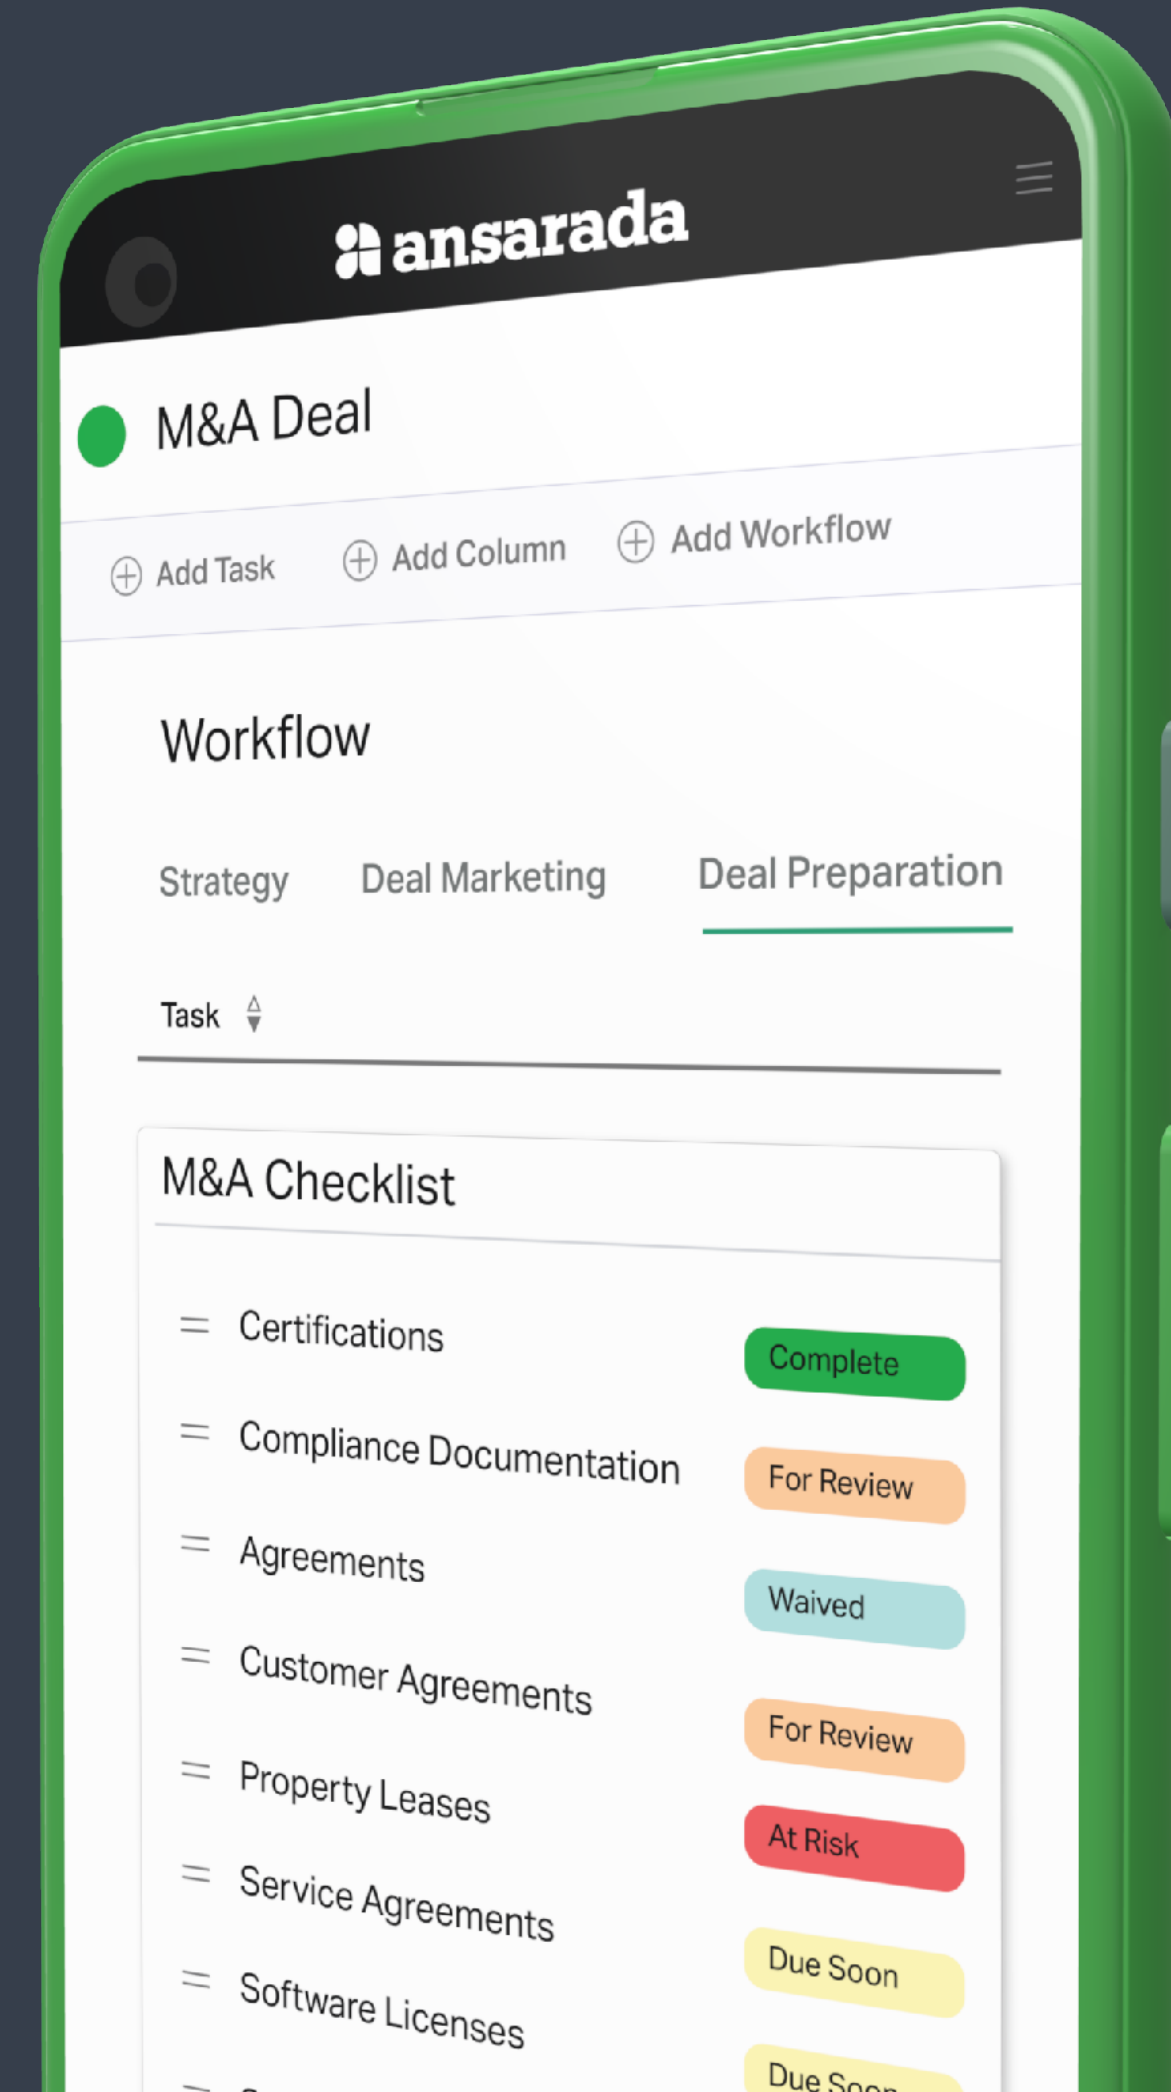 ansarada
M&A Deal
Add Task Add Column Add Workflow
Workflow
Strategy Deal Marketing Deal Preparation
Task
M&A Checklist
Certifications Complete
Compliance Documentation For Review
Agreements Waived
Customer Agreements For Review
Property Leases At Risk
Service Agreements Due Soon
Software Licenses Due Soon